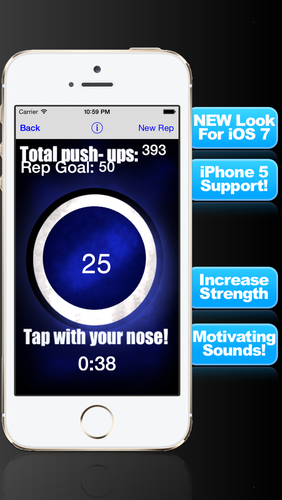 Carrier 10:59 PM
Back New Rep
Total push- ups: 393
Rep Goal: 50
25
Tap with your nose!
0:38
NEW Look
For iOS 7
iPhone 5
Support!
Increase
Strength
Motivating
Sounds!